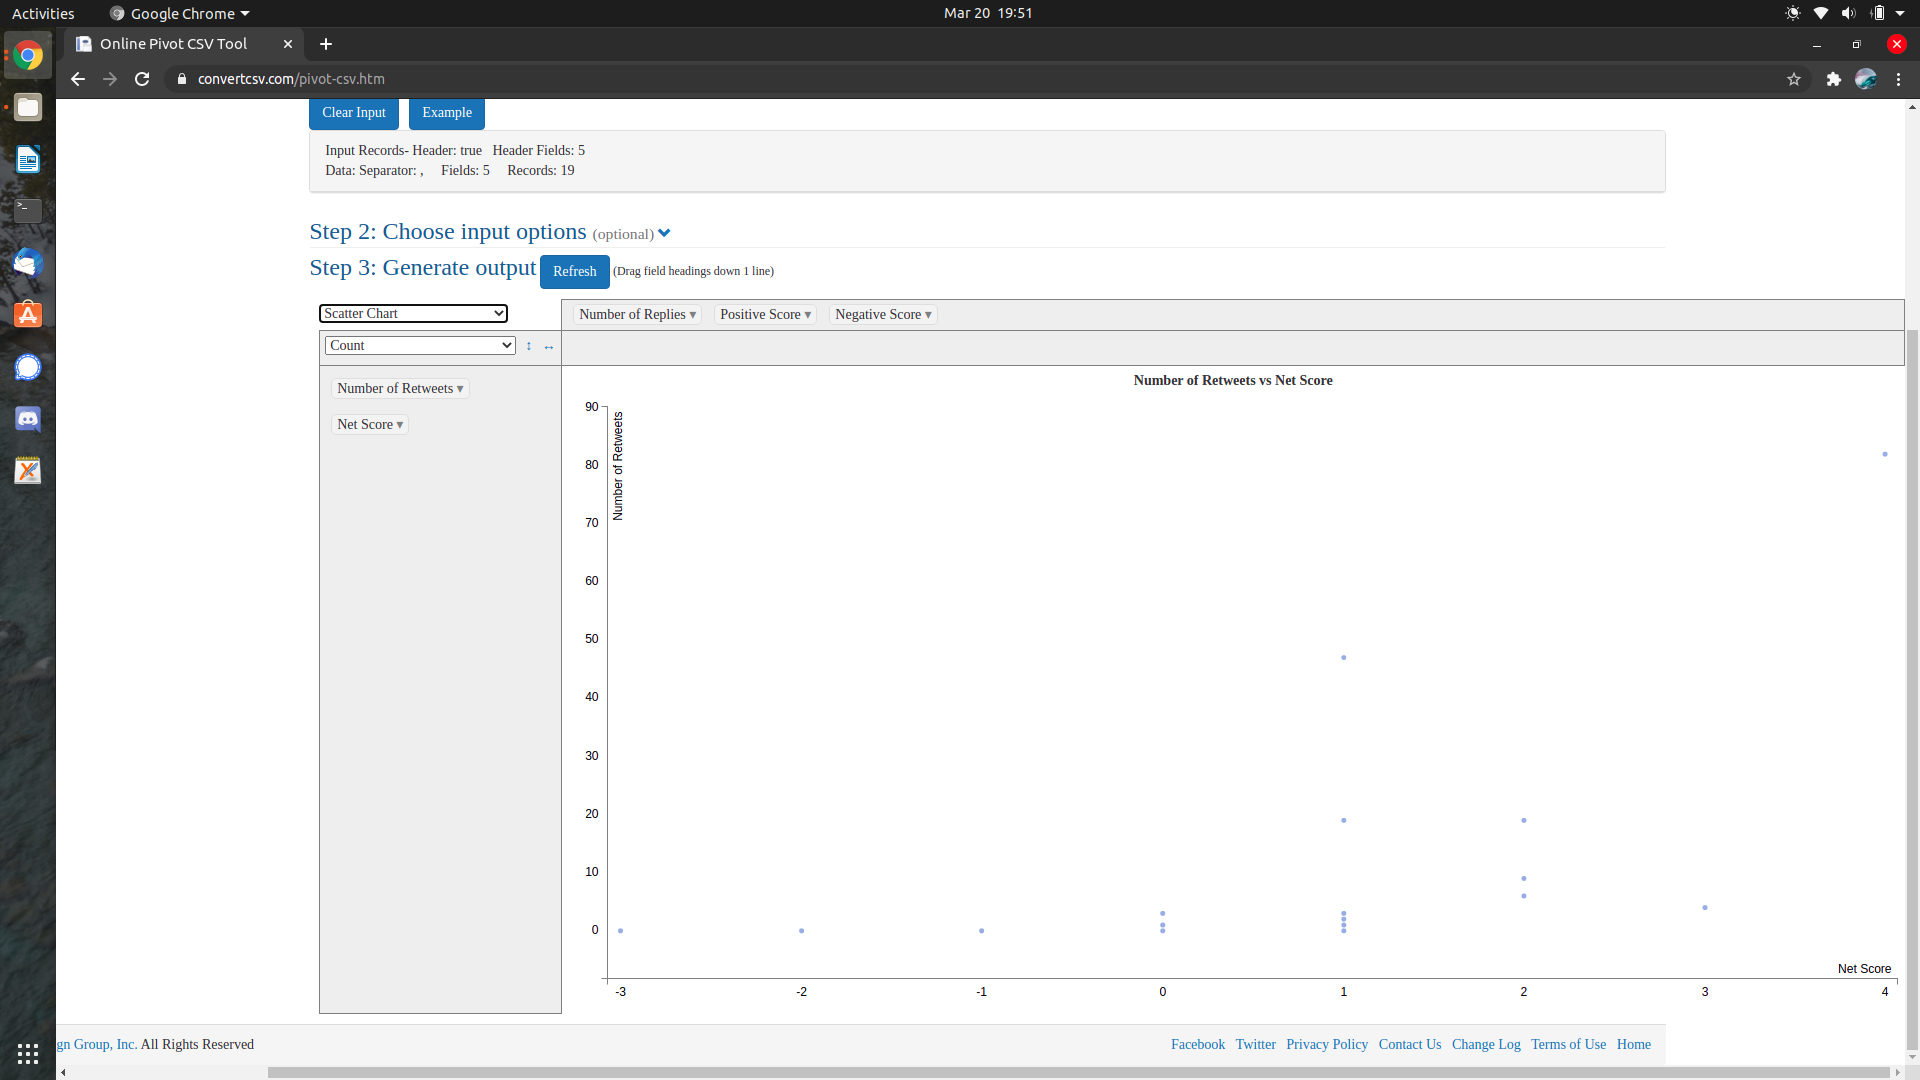 Activities Google Chrome Mar 20 19:51
Online Pivot CSV Tool
convertcsv.com/pivot-csv.htm
Clear Input Example
Input Records- Header: true Header Fields: 5
Data: Separator: , Fields: 5 Records: 19
Step 2: Choose input options (optional)
Step 3: Generate output Refresh (Drag field headings down 1 line)
Scatter Chart Number of Replies ▾ Positive Score ▾ Negative Score ▾
Count ↕ ↔
Number of Retweets ▾
Net Score ▾
Number of Retweets vs Net Score
Number of Retweets
90
80
70
60
50
40
30
20
10
0
Net Score
-3 -2 -1 0 1 2 3 4
gn Group, Inc. All Rights Reserved Facebook Twitter Privacy Policy Contact Us Change Log Terms of Use Home